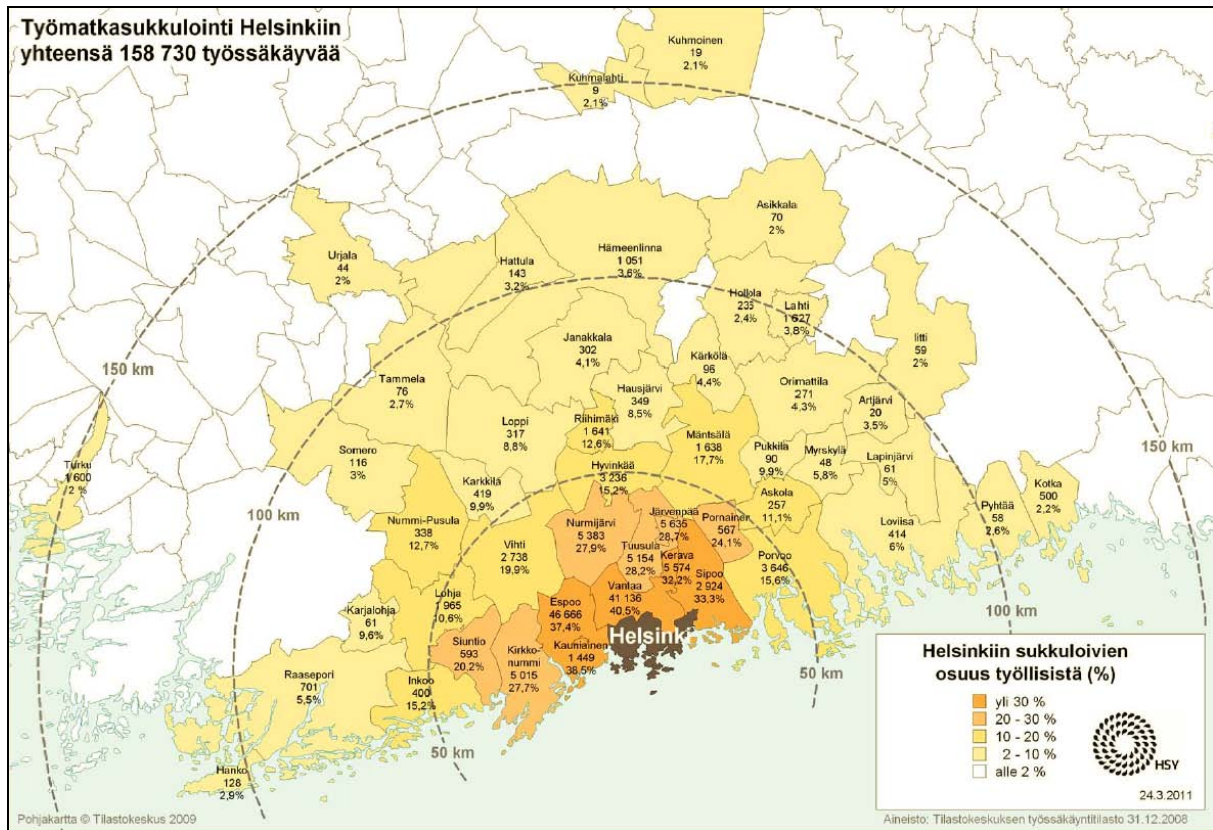 Työmatkasukkulointi Helsinkiin
yhteensä 158 730 työssäkäyvää
Kuhmoinen
19
2,1%
Kuhmalahti
9
2,1%
Asikkala
70
2%
Urjala
44
2%
Hattula
143
3,2%
Hämeenlinna
1 051
3,6%
Hollola
235
2,4%
Lahti
1 627
3,8%
Iitti
59
2%
150 km
Janakkala
302
4,1%
Kärkölä
96
4,4%
Tammela
76
2,7%
Hausjärvi
349
8,5%
Orimattila
271
4,3%
Artjärvi
20
3,5%
Loppi
317
8,8%
Riihimäki
1 641
12,6%
Mäntsälä
1 638
17,7%
Pukkila
90
9,9%
Myrskylä
48
5,8%
Lapinjärvi
61
5%
150 km
Turku
1 600
2 %
Somero
116
3%
Karkkilä
419
9,9%
Hyvinkää
3 236
15,2%
Askola
257
11,1%
Pyhtää
58
2,6%
Kotka
500
2,2%
100 km
Nummi-Pusula
338
12,7%
Vihti
2 738
19,9%
Nurmijärvi
5 383
27,9%
Järvenpää
5 635
28,7%
Pornainen
567
24,1%
Loviisa
414
6%
Tuusula
5 154
28,2%
Kerava
5 574
32,2%
Sipoo
2 924
33,3%
Porvoo
3 646
15,6%
Karjalohja
61
9,6%
Lohja
965
10,6%
Espoo
46 666
37,4%
Vantaa
41 136
40,5%
Helsinki
100 km
Siuntio
593
20,2%
Kirkko-
nummi
5 015
27,7%
Kauniainen
1 449
38,5%
Raasepori
701
5,5%
Inkoo
400
15,2%
50 km
50 km
Hanko
128
2,9%
Helsinkiin sukkuloivien
osuus työllisistä (%)
yli 30 %
20 - 30 %
10 - 20 %
2 - 10 %
alle 2 %
HSY
24.3.2011
Pohjakartta © Tilastokeskus 2009
Aineisto: Tilastokeskuksen työssäkäyntitilasto 31.12.2008